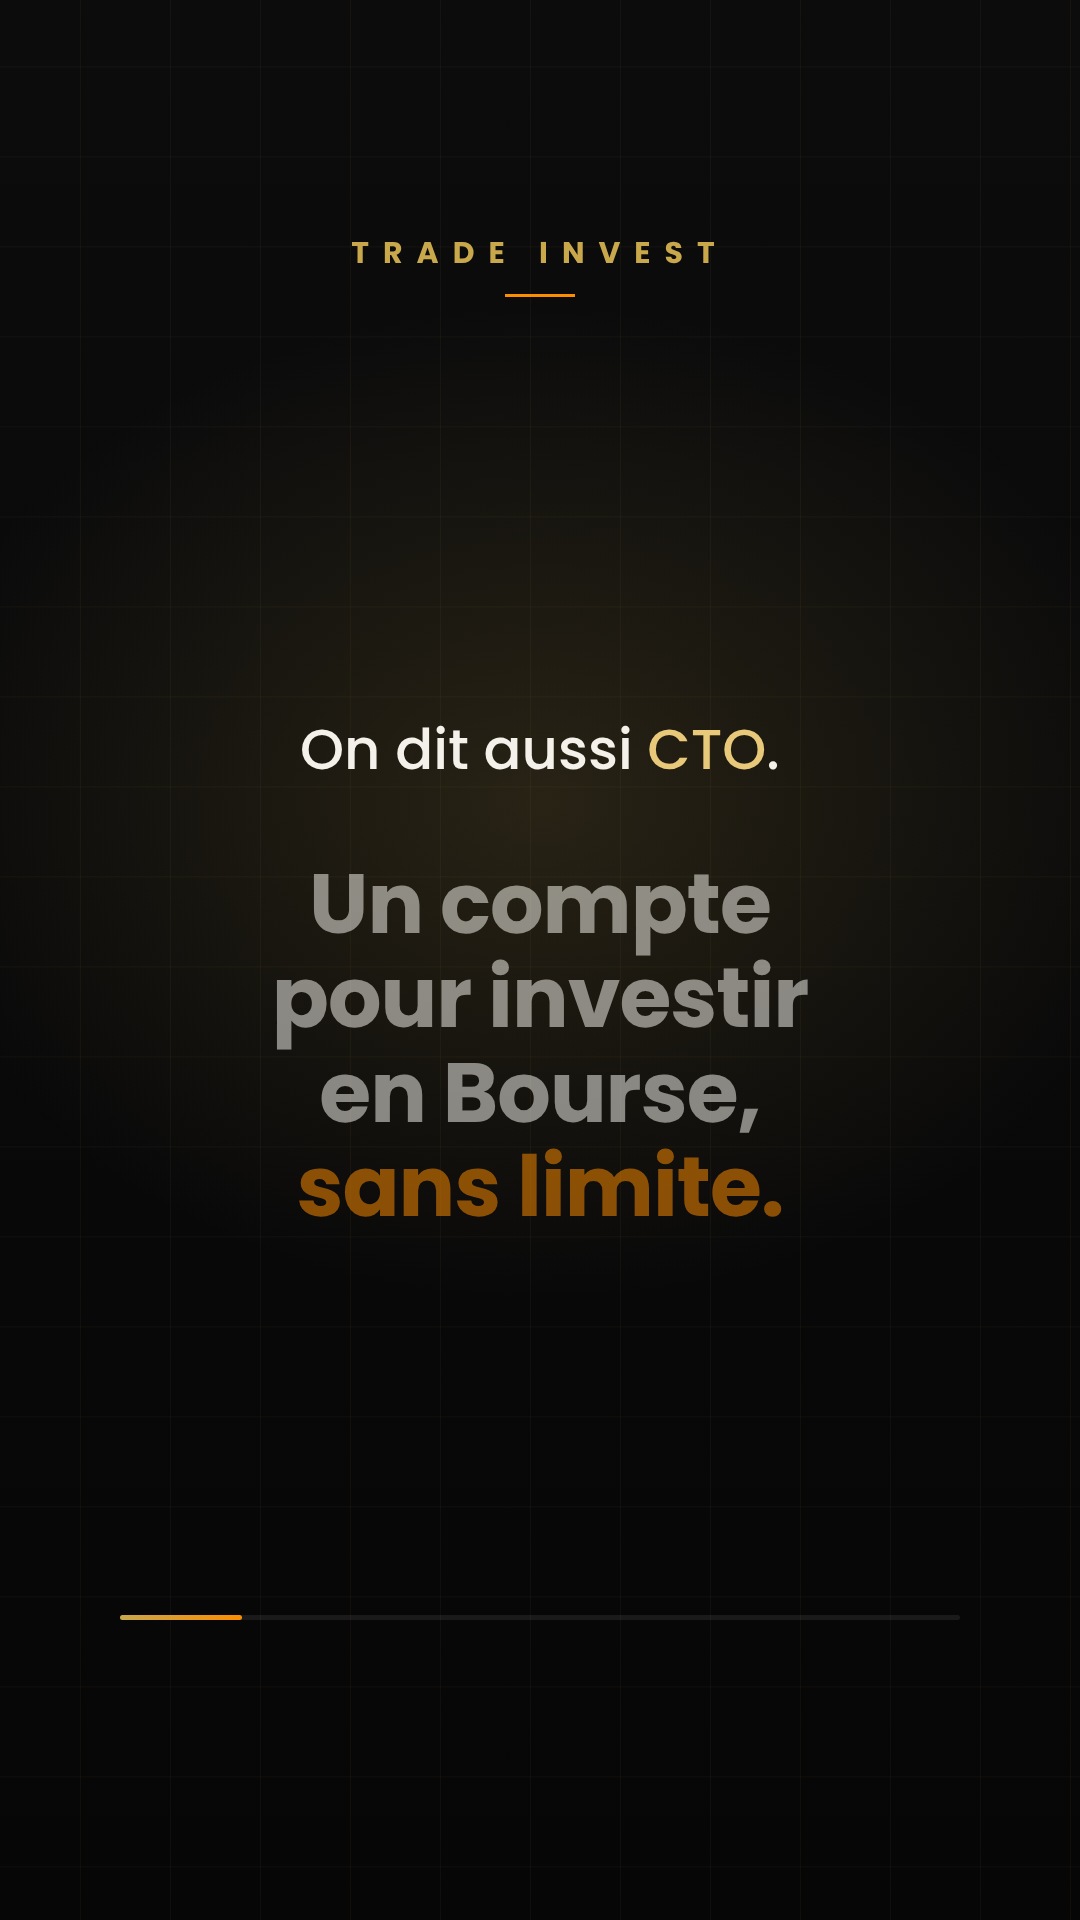 TRADE INVEST
On dit aussi CTO.
Un compte
pour investir
en Bourse,
sans limite.